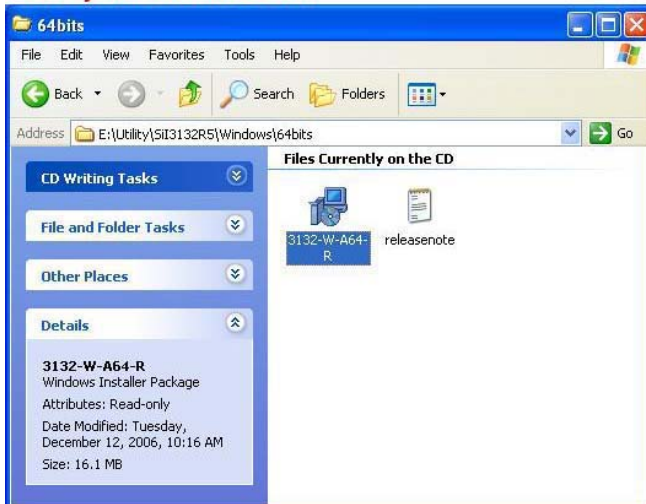 64bits
File Edit View Favorites Tools Help
Back Search Folders
Address E:\Utility\SiI3132R5\Windows\64bits Go
CD Writing Tasks
File and Folder Tasks
Other Places
Details
3132-W-A64-R
Windows Installer Package
Attributes: Read-only
Date Modified: Tuesday,
December 12, 2006, 10:16 AM
Size: 16.1 MB
Files Currently on the CD
3132-W-A64-
R
releasenote